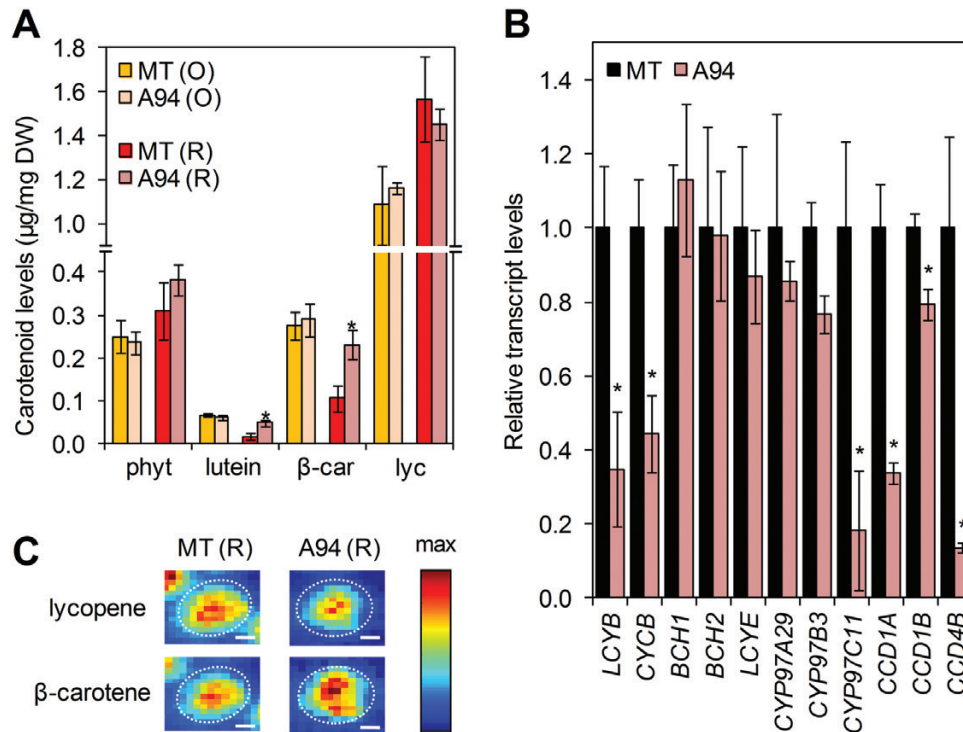 A
Carotenoid levels (µg/mg DW)
1.8
1.6
1.4
1.2
1.0
0.4
0.3
0.2
0.1
0.0
MT (O)
A94 (O)
MT (R)
A94 (R)
*
*
phyt
lutein
β-car
lyc
B
Relative transcript levels
1.4
1.2
1.0
0.8
0.6
0.4
0.2
0.0
MT
A94
*
*
*
*
*
*
LCYB
CYCB
BCH1
BCH2
LCYE
CYP97A29
CYP97B3
CYP97C11
CCD1A
CCD1B
CCD4B
C
MT (R)
A94 (R)
max
lycopene
β-carotene